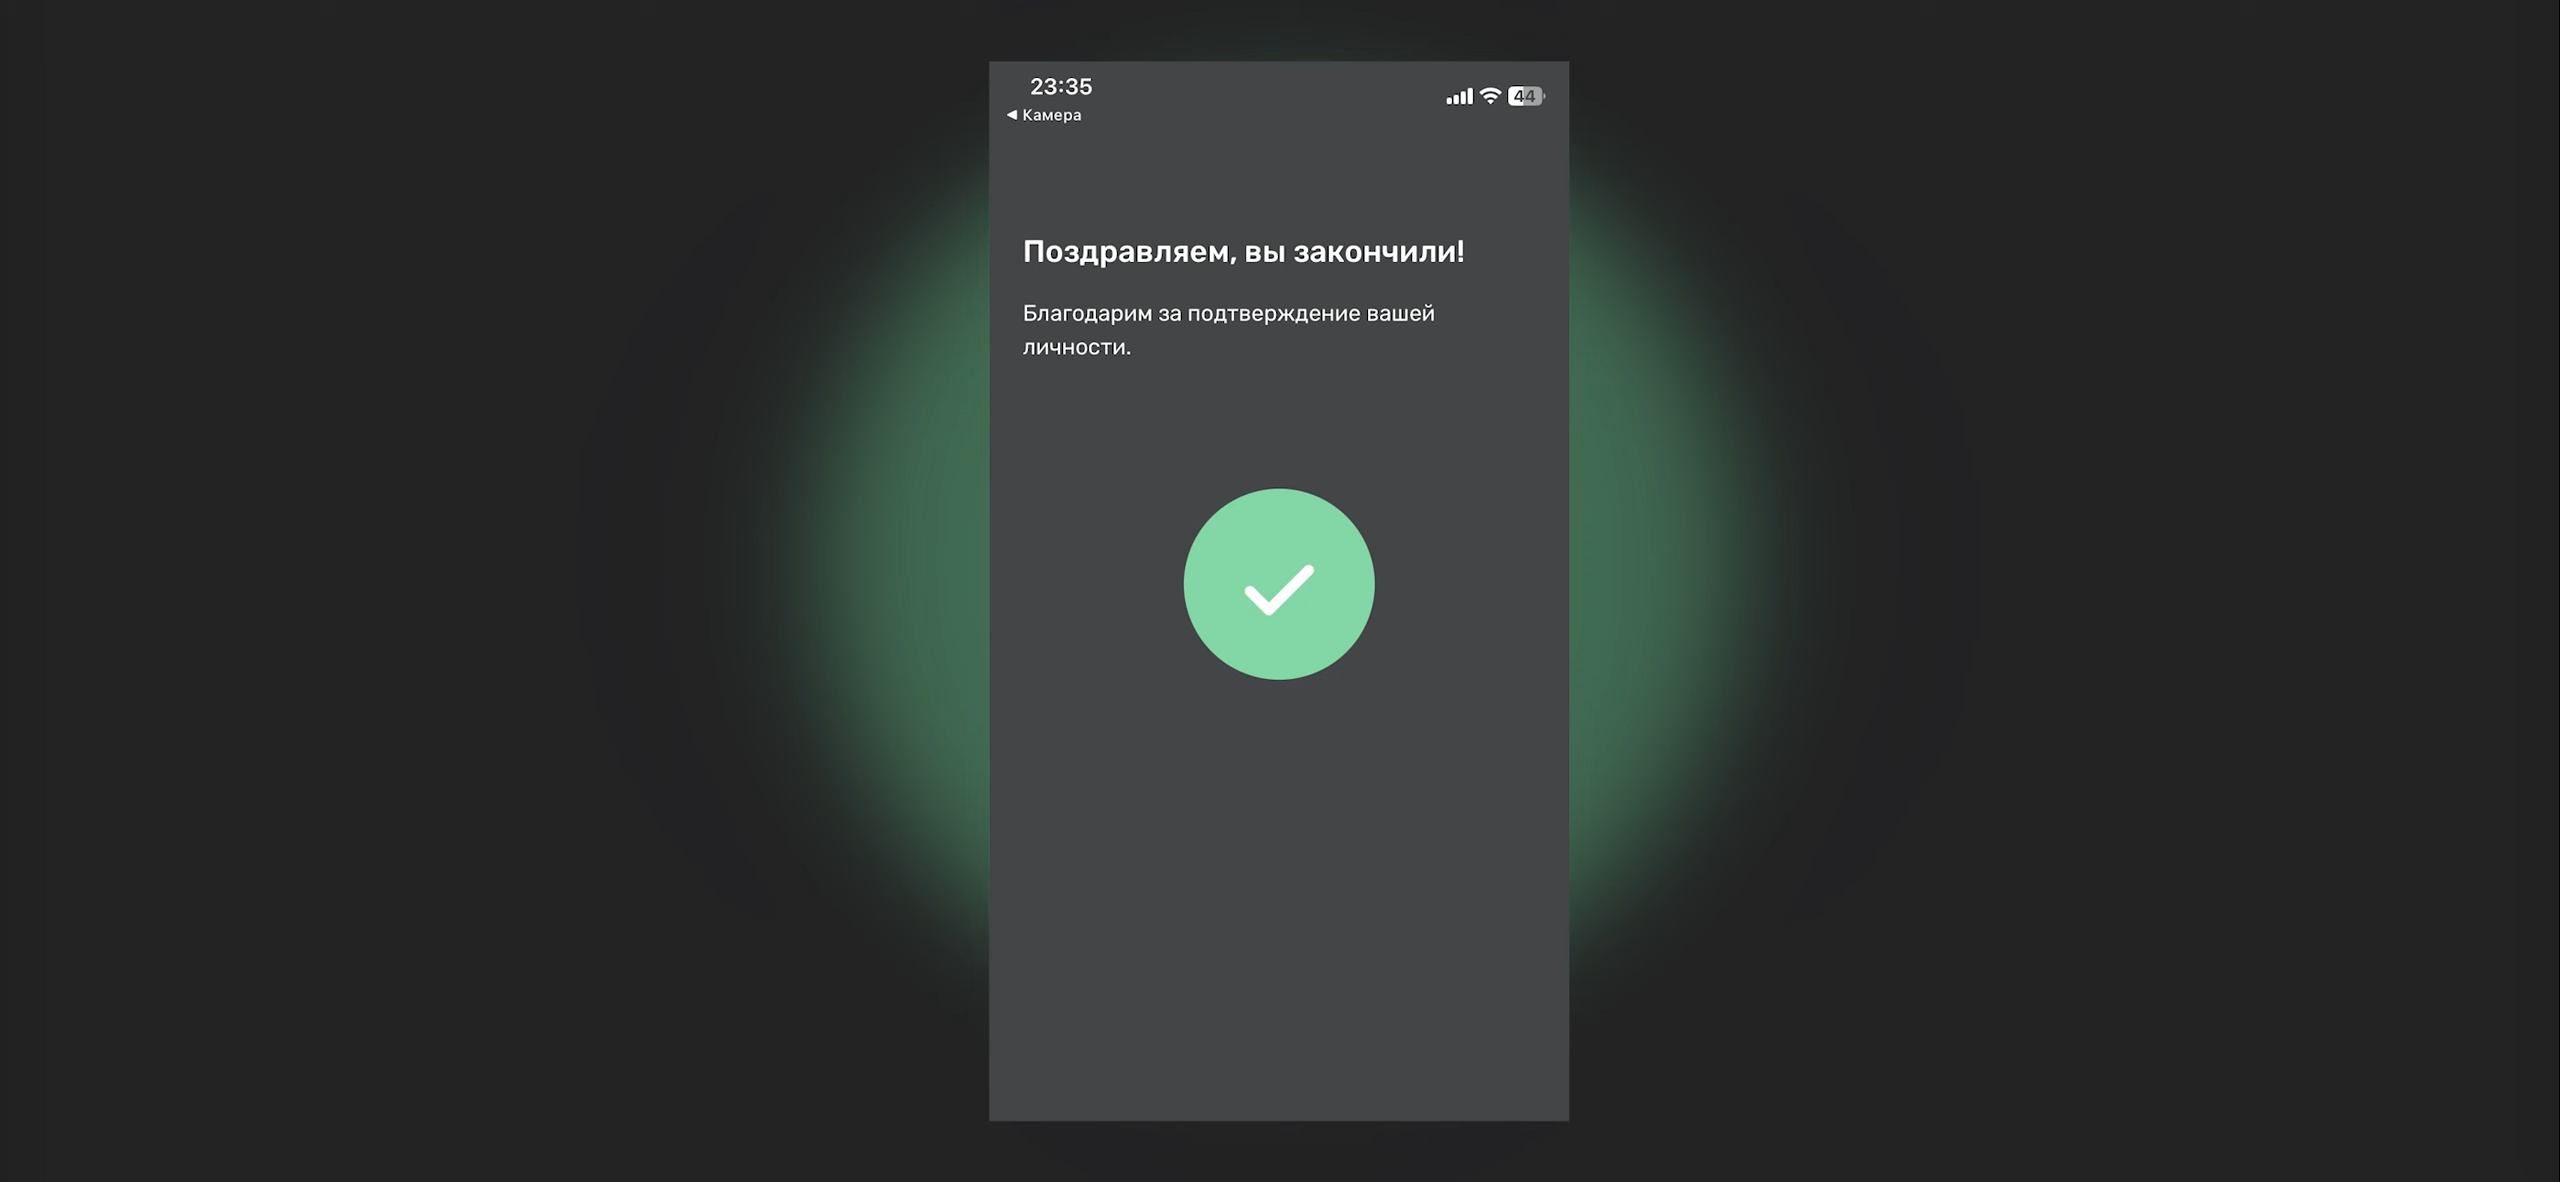 23:35
◀ Камера
44
Поздравляем, вы закончили!
Благодарим за подтверждение вашей
личности.